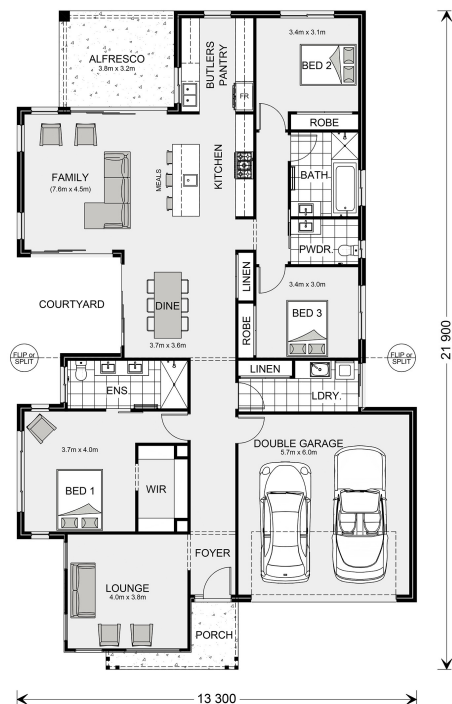 3.4m x 3.1m
BED 2
ALFRESCO
3.8m x 3.2m
BUTLERS
PANTRY
FR
ROBE
FAMILY
(7.6m x 4.5m)
MEALS
KITCHEN
BATH
PWDR.
COURTYARD
DINE
3.7m x 3.6m
LINEN
ROBE
3.4m x 3.0m
BED 3
21 900
FLIP or
SPLIT
FLIP or
SPLIT
ENS
LINEN
LDRY.
3.7m x 4.0m
BED 1
WIR
DOUBLE GARAGE
5.7m x 6.0m
FOYER
LOUNGE
4.0m x 3.8m
PORCH
13 300